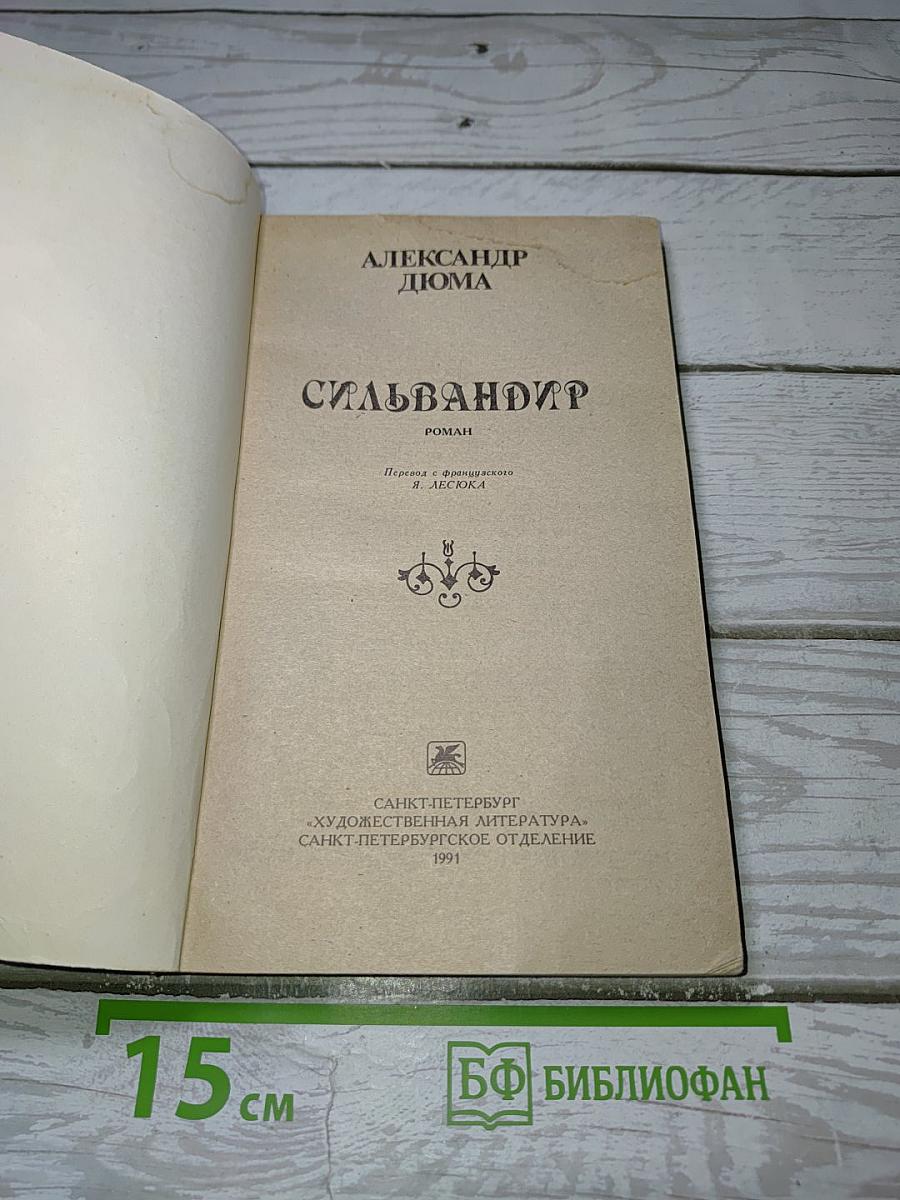 АЛЕКСАНДР
ДЮМА
СИЛЬВАНДИР
РОМАН
Перевод с французского
Я. ЛЕСЮКА
САНКТ-ПЕТЕРБУРГ
«ХУДОЖЕСТВЕННАЯ ЛИТЕРАТУРА»
САНКТ-ПЕТЕРБУРГСКОЕ ОТДЕЛЕНИЕ
1991
15 см
БФ БИБЛИОФАН